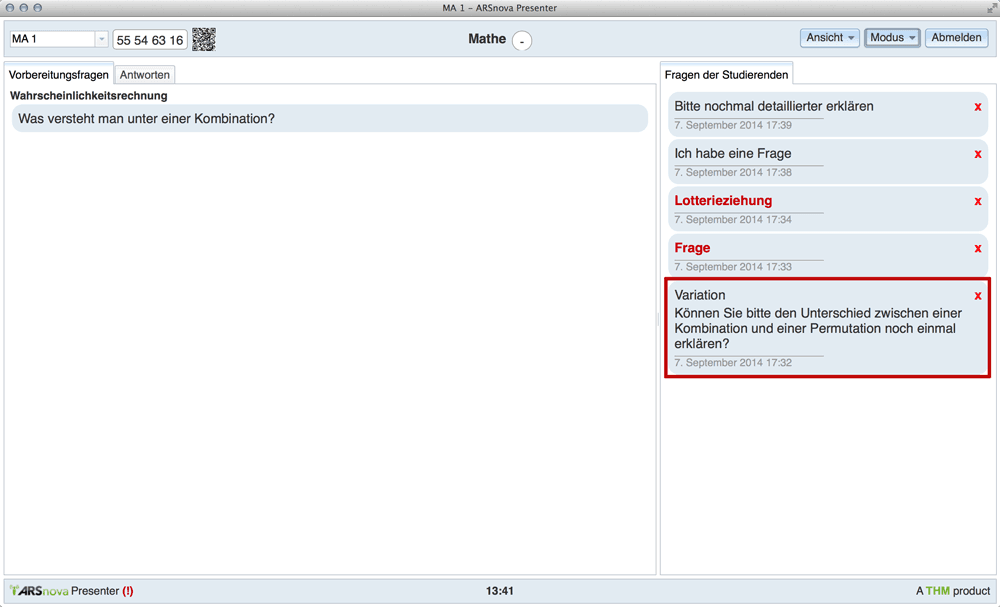 MA 1 – ARSnova Presenter
MA 1
55 54 63 16
Mathe
-
Ansicht
Modus
Abmelden
Vorbereitungsfragen
Antworten
Wahrscheinlichkeitsrechnung
Was versteht man unter einer Kombination?
Fragen der Studierenden
Bitte nochmal detaillierter erklären x
7. September 2014 17:39
Ich habe eine Frage x
7. September 2014 17:38
Lotterieziehung x
7. September 2014 17:34
Frage x
7. September 2014 17:33
Variation x
Können Sie bitte den Unterschied zwischen einer
Kombination und einer Permutation noch einmal
erklären?
7. September 2014 17:32
ARSnova Presenter (!)
13:41
A THM product